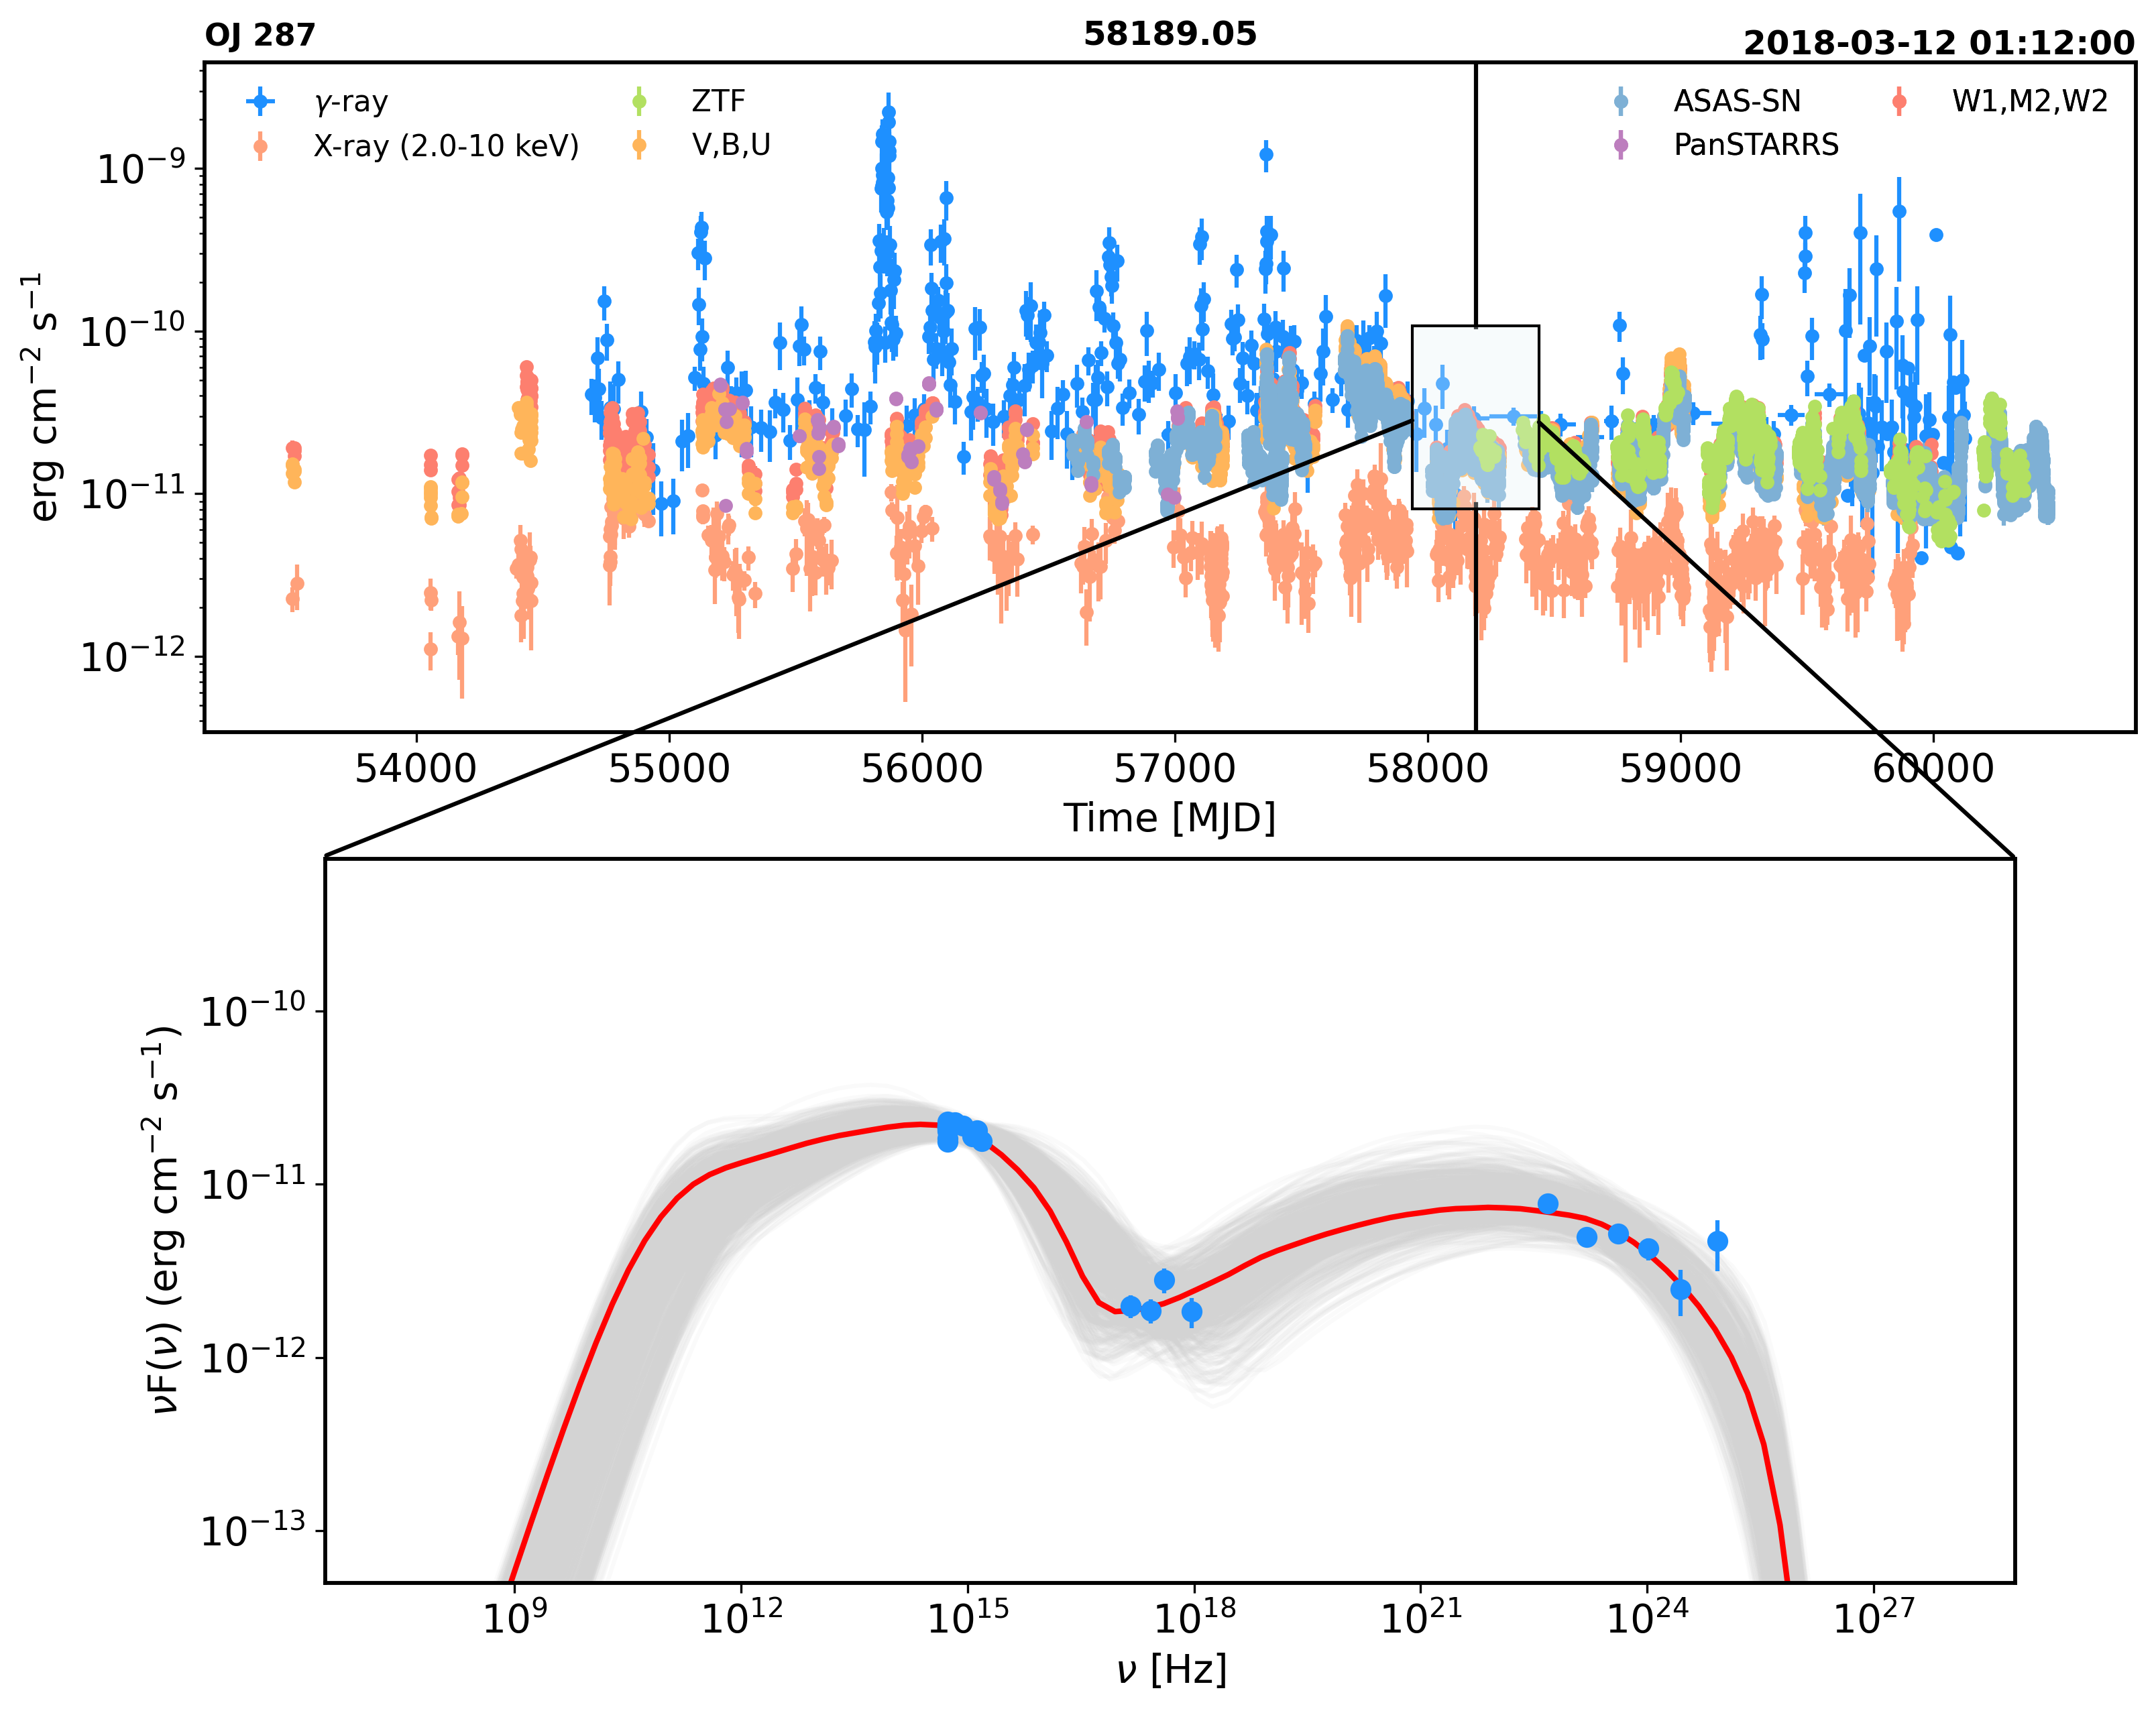 OJ 287 58189.05 2018-03-12 01:12:00
γ-ray
X-ray (2.0-10 keV)
ZTF
V,B,U
ASAS-SN
PanSTARRS
W1,M2,W2
10⁻⁹
10⁻¹⁰
10⁻¹¹
10⁻¹²
erg cm⁻² s⁻¹
54000 55000 56000 57000 58000 59000 60000
Time [MJD]
10⁻¹⁰
10⁻¹¹
10⁻¹²
10⁻¹³
νF(ν) (erg cm⁻² s⁻¹)
10⁹ 10¹² 10¹⁵ 10¹⁸ 10²¹ 10²⁴ 10²⁷
ν [Hz]